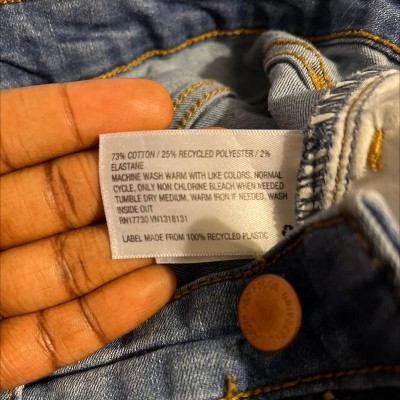 73% COTTON / 25% RECYCLED POLYESTER / 2%
ELASTANE
MACHINE WASH WARM WITH LIKE COLORS, NORMAL
CYCLE, ONLY NON CHLORINE BLEACH WHEN NEEDED
TUMBLE DRY MEDIUM, WARM IRON IF NEEDED, WASH
INSIDE OUT
RN17730 VN1318131
LABEL MADE FROM 100% RECYCLED PLASTIC